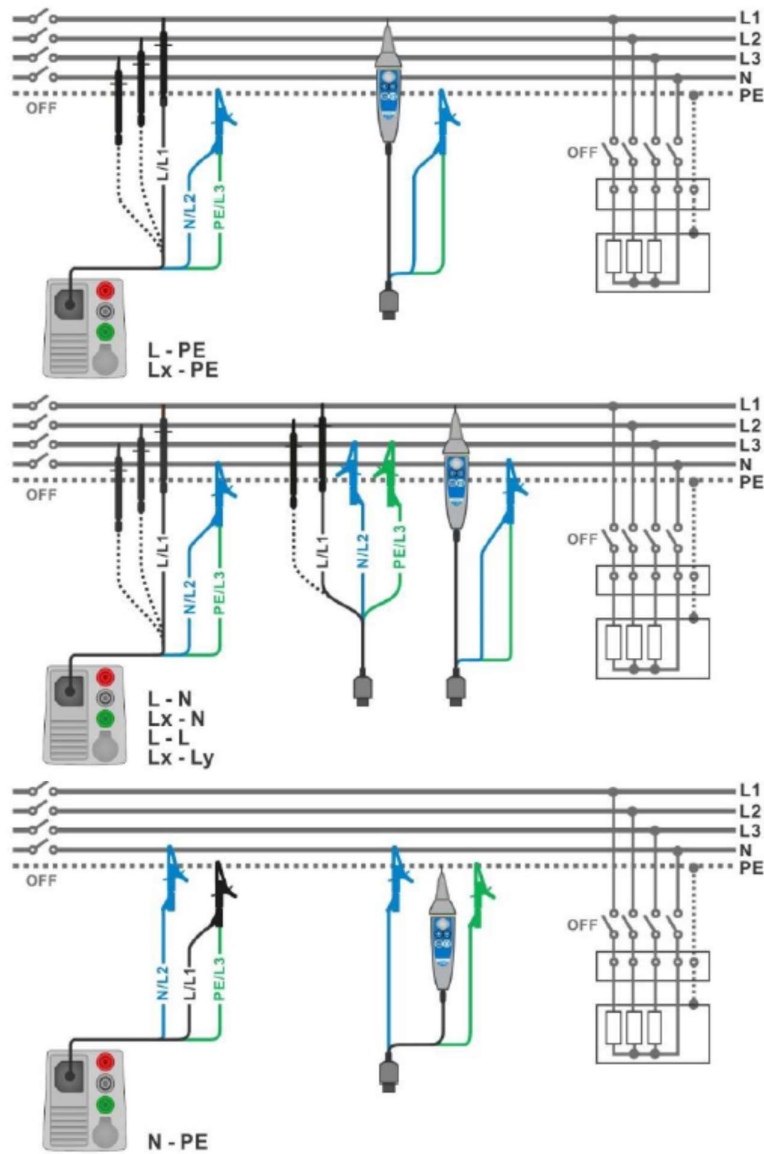 L1
L2
L3
N
PE
OFF
OFF
L/L1
N/L2
PE/L3
L - PE
Lx - PE
L1
L2
L3
N
PE
OFF
OFF
L/L1
N/L2
PE/L3
L/L1
N/L2
PE/L3
L - N
Lx - N
L - L
Lx - Ly
L1
L2
L3
N
PE
OFF
OFF
N/L2
L/L1
PE/L3
N - PE